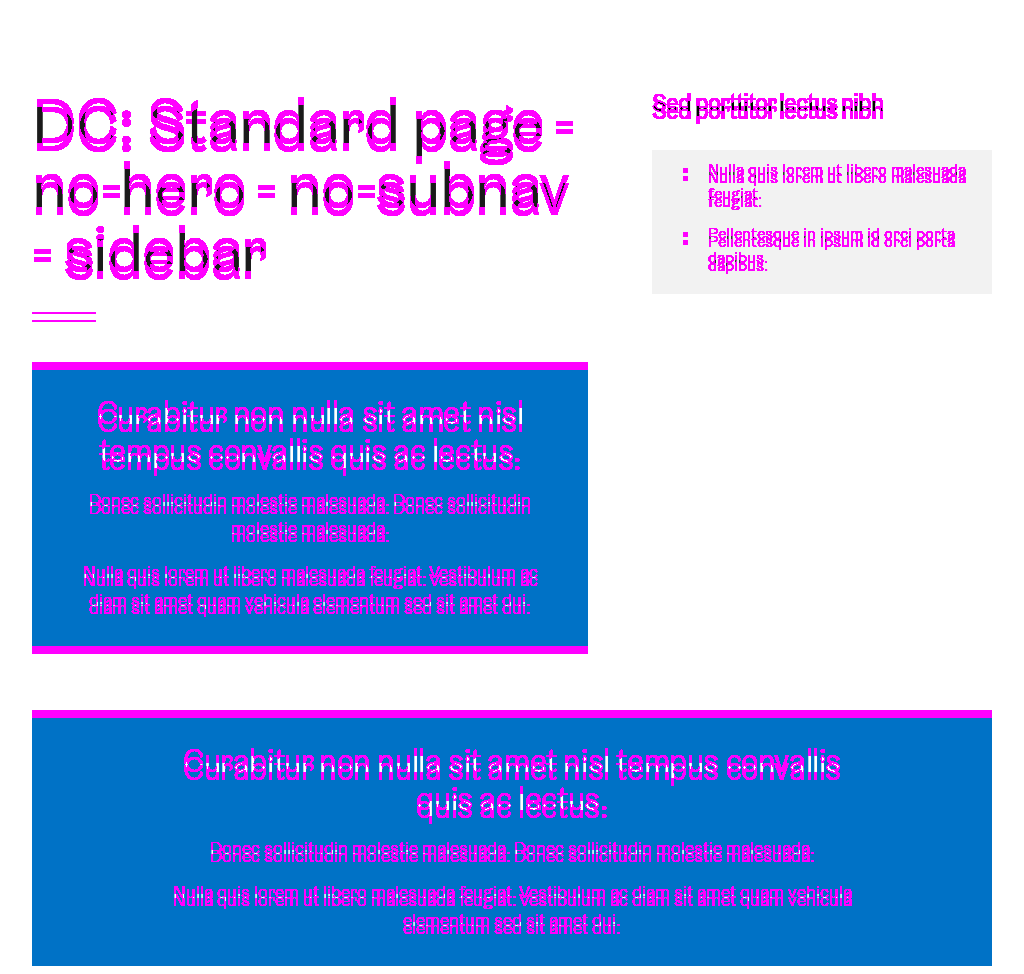 DC: Standard page -
no-hero - no-subnav
- sidebar
Sed porttitor lectus nibh
Nulla quis lorem ut libero malesuada
feugiat.
Pellentesque in ipsum id orci porta
dapibus.
Curabitur non nulla sit amet nisl
tempus convallis quis ac lectus.
Donec sollicitudin molestie malesuada. Donec sollicitudin
molestie malesuada.
Nulla quis lorem ut libero malesuada feugiat. Vestibulum ac
diam sit amet quam vehicula elementum sed sit amet dui.
Curabitur non nulla sit amet nisl tempus convallis
quis ac lectus.
Donec sollicitudin molestie malesuada. Donec sollicitudin molestie malesuada.
Nulla quis lorem ut libero malesuada feugiat. Vestibulum ac diam sit amet quam vehicula
elementum sed sit amet dui.